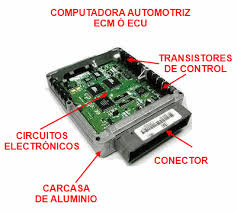 COMPUTADORA AUTOMOTRIZ
ECM Ó ECU
TRANSISTORES
DE CONTROL
CIRCUITOS
ELECTRÓNICOS
CONECTOR
CARCASA
DE ALUMINIO